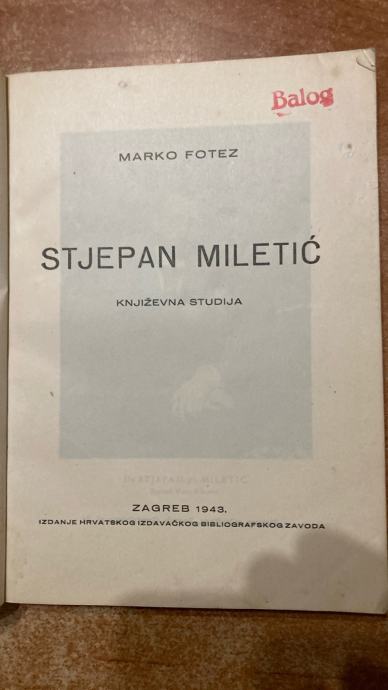 Balog
MARKO FOTEZ
STJEPAN MILETIĆ
KNJIŽEVNA STUDIJA
ZAGREB 1943.
IZDANJE HRVATSKOG IZDAVAČKOG BIBLIOGRAFSKOG ZAVODA